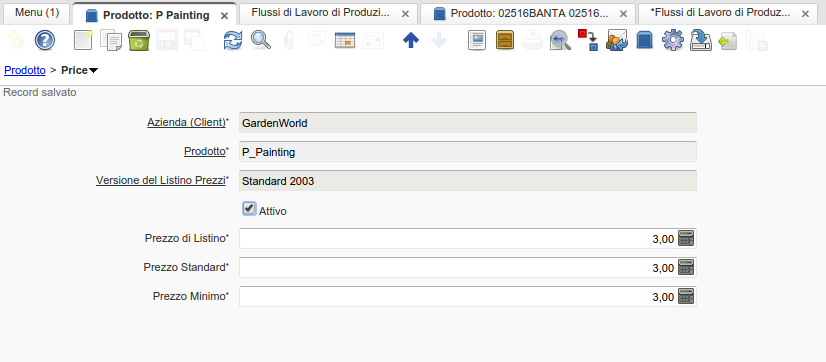 Menu (1)
Prodotto: P Painting
Flussi di Lavoro di Produzi...
Prodotto: 02516BANTA 02516...
*Flussi di Lavoro di Produz...
Prodotto > Price
Record salvato
Azienda (Client)* GardenWorld
Prodotto* P_Painting
Versione del Listino Prezzi* Standard 2003
Attivo
Prezzo di Listino* 3,00
Prezzo Standard* 3,00
Prezzo Minimo* 3,00